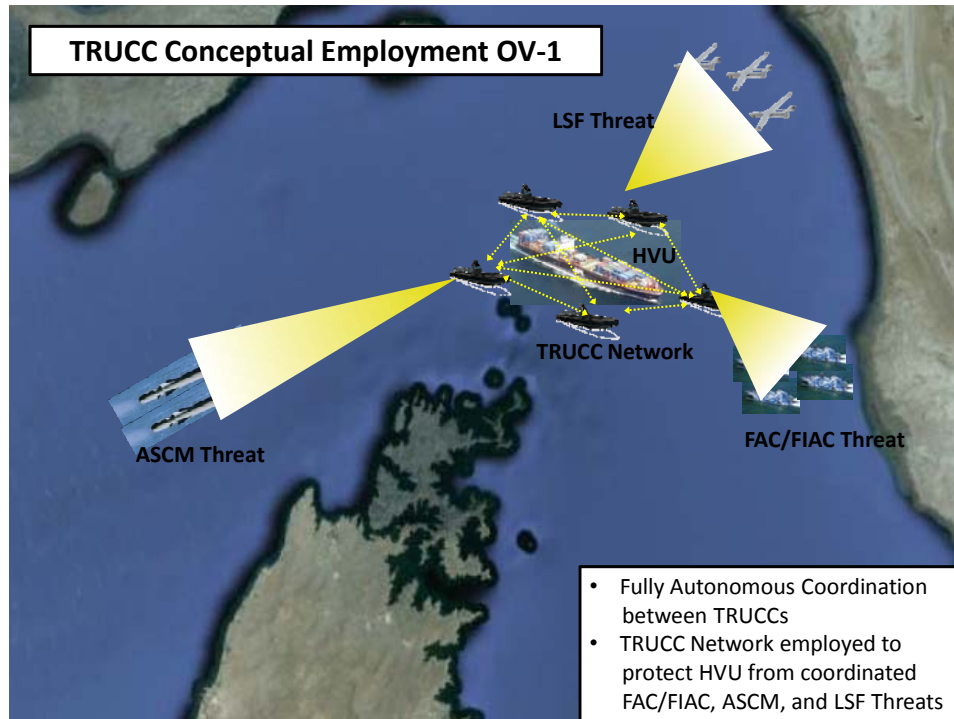 TRUCC Conceptual Employment OV-1
LSF Threat
HVU
TRUCC Network
ASCM Threat
FAC/FIAC Threat
• Fully Autonomous Coordination
between TRUCCs
• TRUCC Network employed to
protect HVU from coordinated
FAC/FIAC, ASCM, and LSF Threats